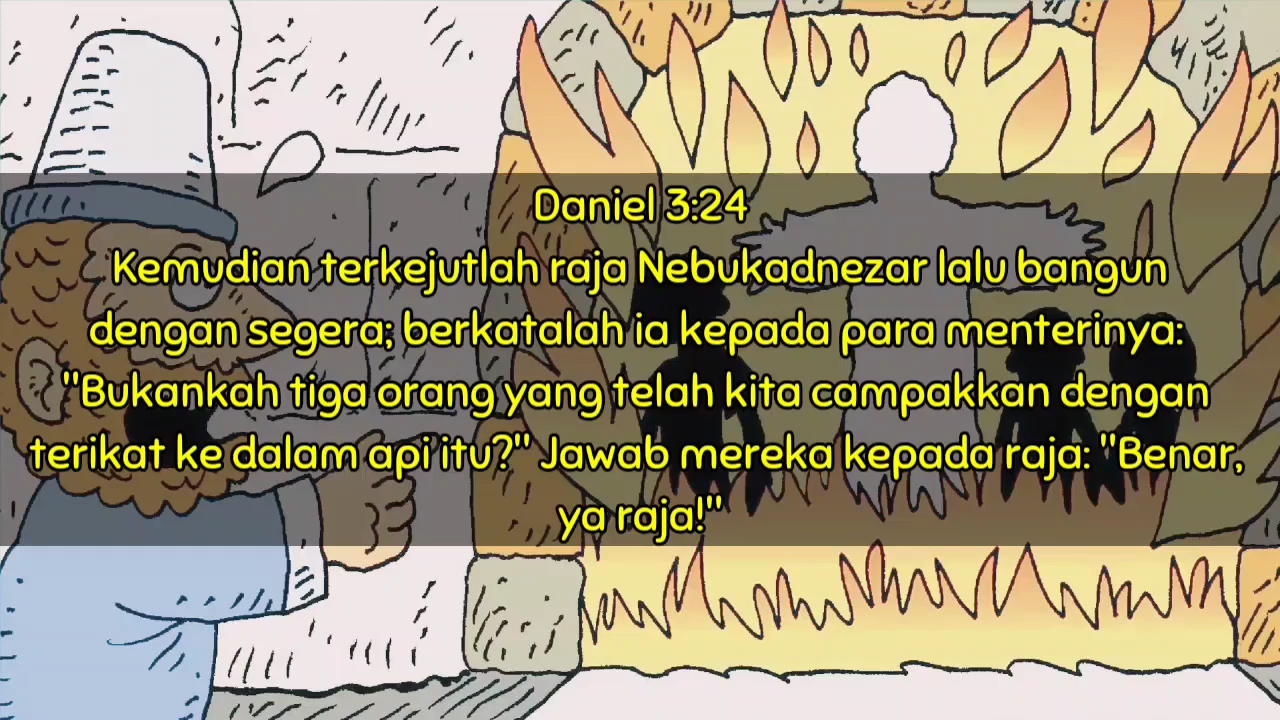 Daniel 3:24
Kemudian terkejutlah raja Nebukadnezar lalu bangun
dengan segera; berkatalah ia kepada para menterinya:
"Bukankah tiga orang yang telah kita campakkan dengan
terikat ke dalam api itu?" Jawab mereka kepada raja: "Benar,
ya raja!"